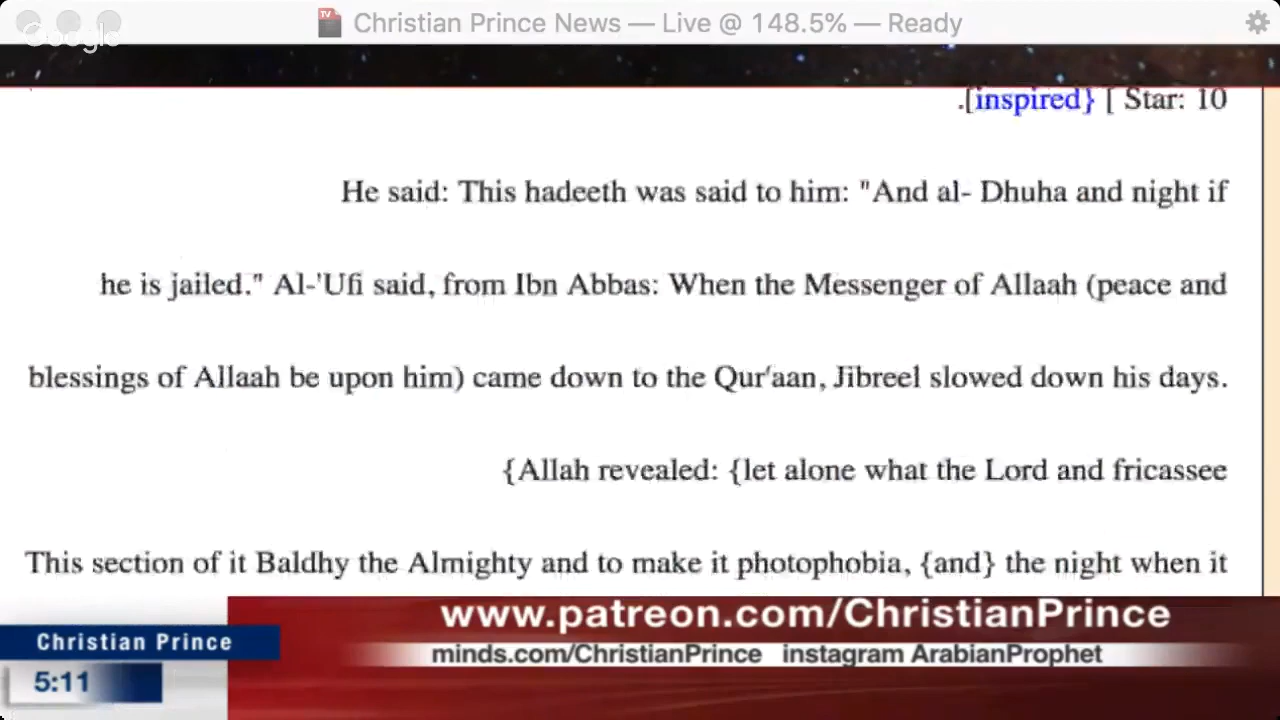 Christian Prince News — Live @ 148.5% — Ready
Google
TV
.[inspired} [ Star: 10
He said: This hadeeth was said to him: "And al- Dhuha and night if
he is jailed." Al-'Ufi said, from Ibn Abbas: When the Messenger of Allaah (peace and
blessings of Allaah be upon him) came down to the Qur'aan, Jibreel slowed down his days.
{Allah revealed: {let alone what the Lord and fricassee
This section of it Baldhy the Almighty and to make it photophobia, {and} the night when it
www.patreon.com/ChristianPrince
Christian Prince
minds.com/ChristianPrince instagram ArabianProphet
5:11